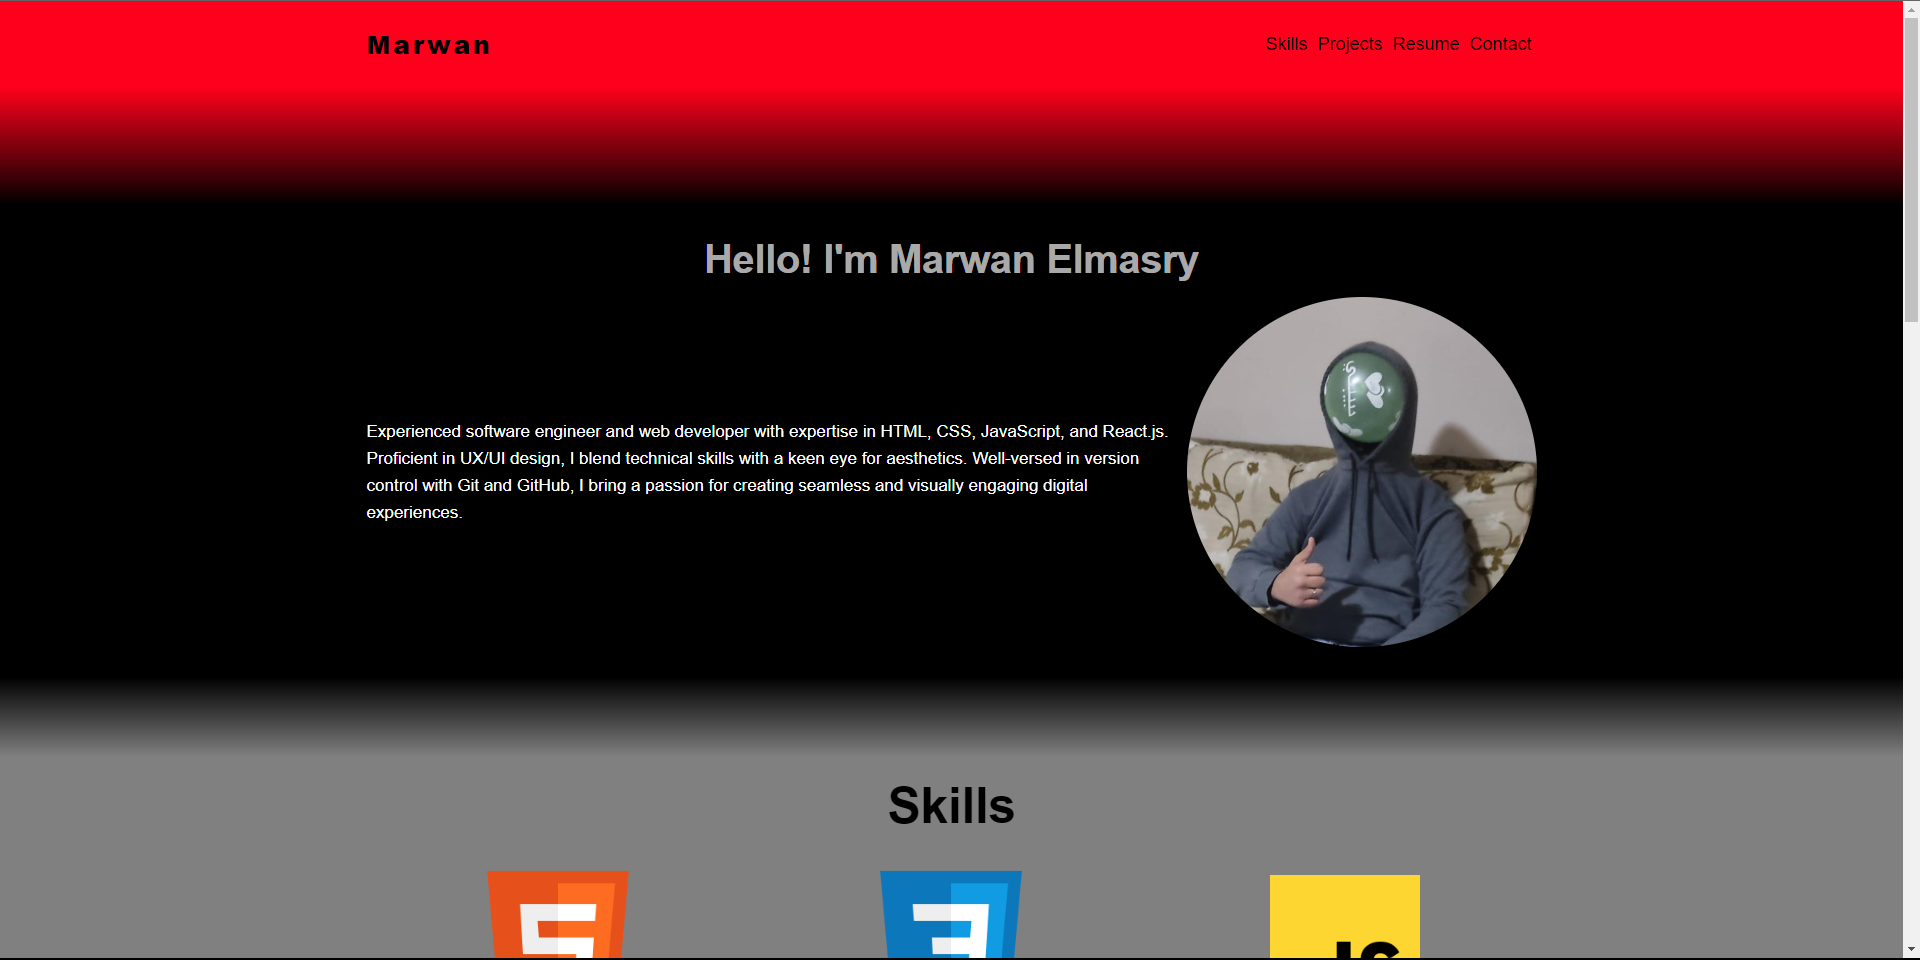 Marwan
Skills Projects Resume Contact
Hello! I'm Marwan Elmasry
Experienced software engineer and web developer with expertise in HTML, CSS, JavaScript, and React.js.
Proficient in UX/UI design, I blend technical skills with a keen eye for aesthetics. Well-versed in version
control with Git and GitHub, I bring a passion for creating seamless and visually engaging digital
experiences.
Skills
JS